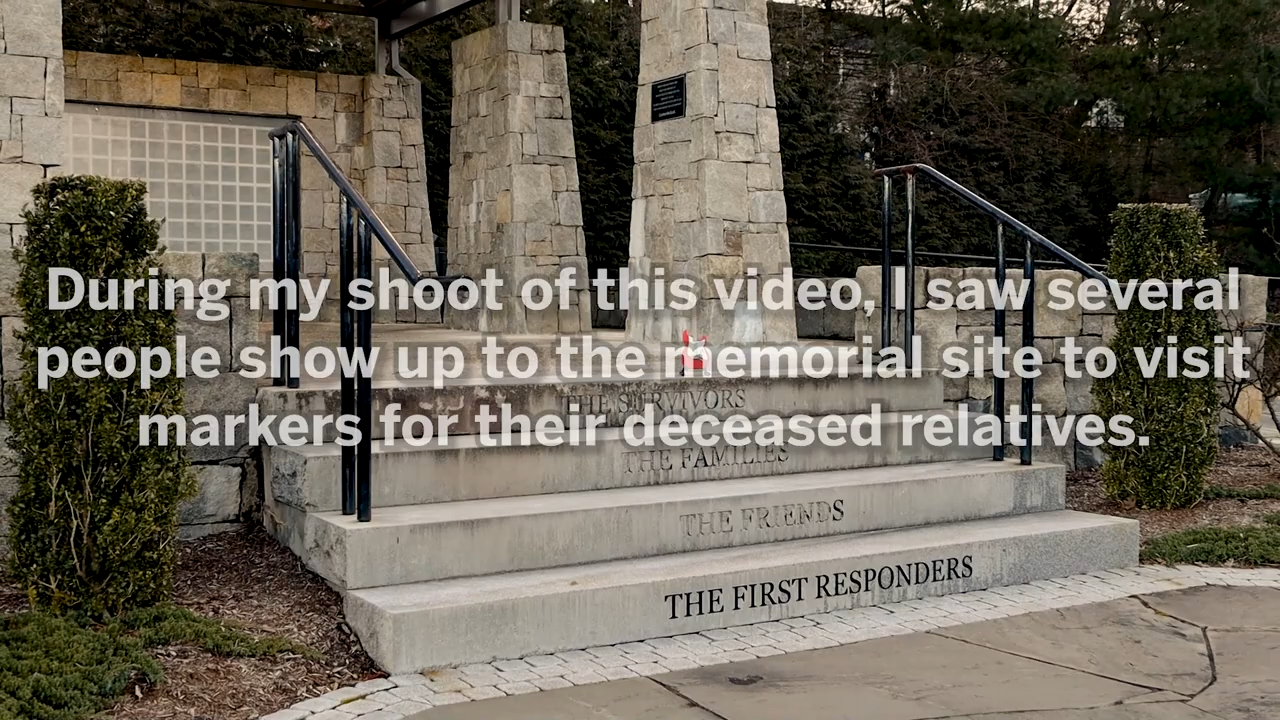 During my shoot of this video, I saw several
people show up to the memorial site to visit
markers for their deceased relatives.
THE SURVIVORS
THE FAMILIES
THE FRIENDS
THE FIRST RESPONDERS